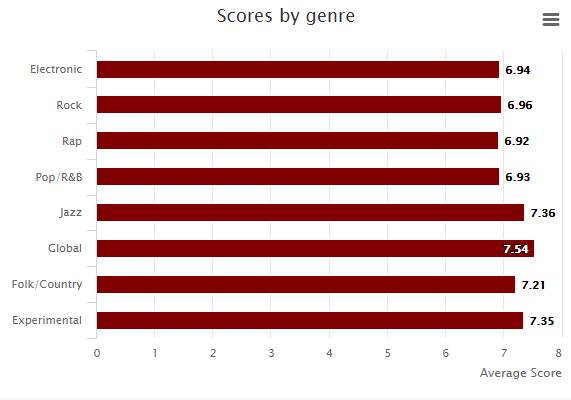 Scores by genre
Electronic 6.94
Rock 6.96
Rap 6.92
Pop/R&B 6.93
Jazz 7.36
Global 7.54
Folk/Country 7.21
Experimental 7.35
0 1 2 3 4 5 6 7 8
Average Score